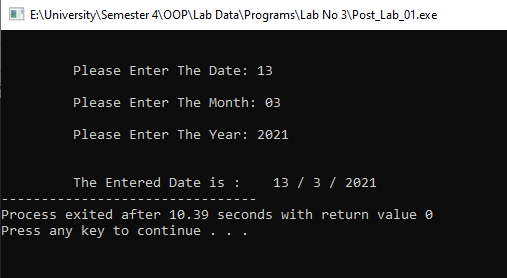 E:\University\Semester 4\OOP\Lab Data\Programs\Lab No 3\Post_Lab_01.exe
Please Enter The Date: 13
Please Enter The Month: 03
Please Enter The Year: 2021
The Entered Date is :    13 / 3 / 2021
--------------------------------
Process exited after 10.39 seconds with return value 0
Press any key to continue . . .